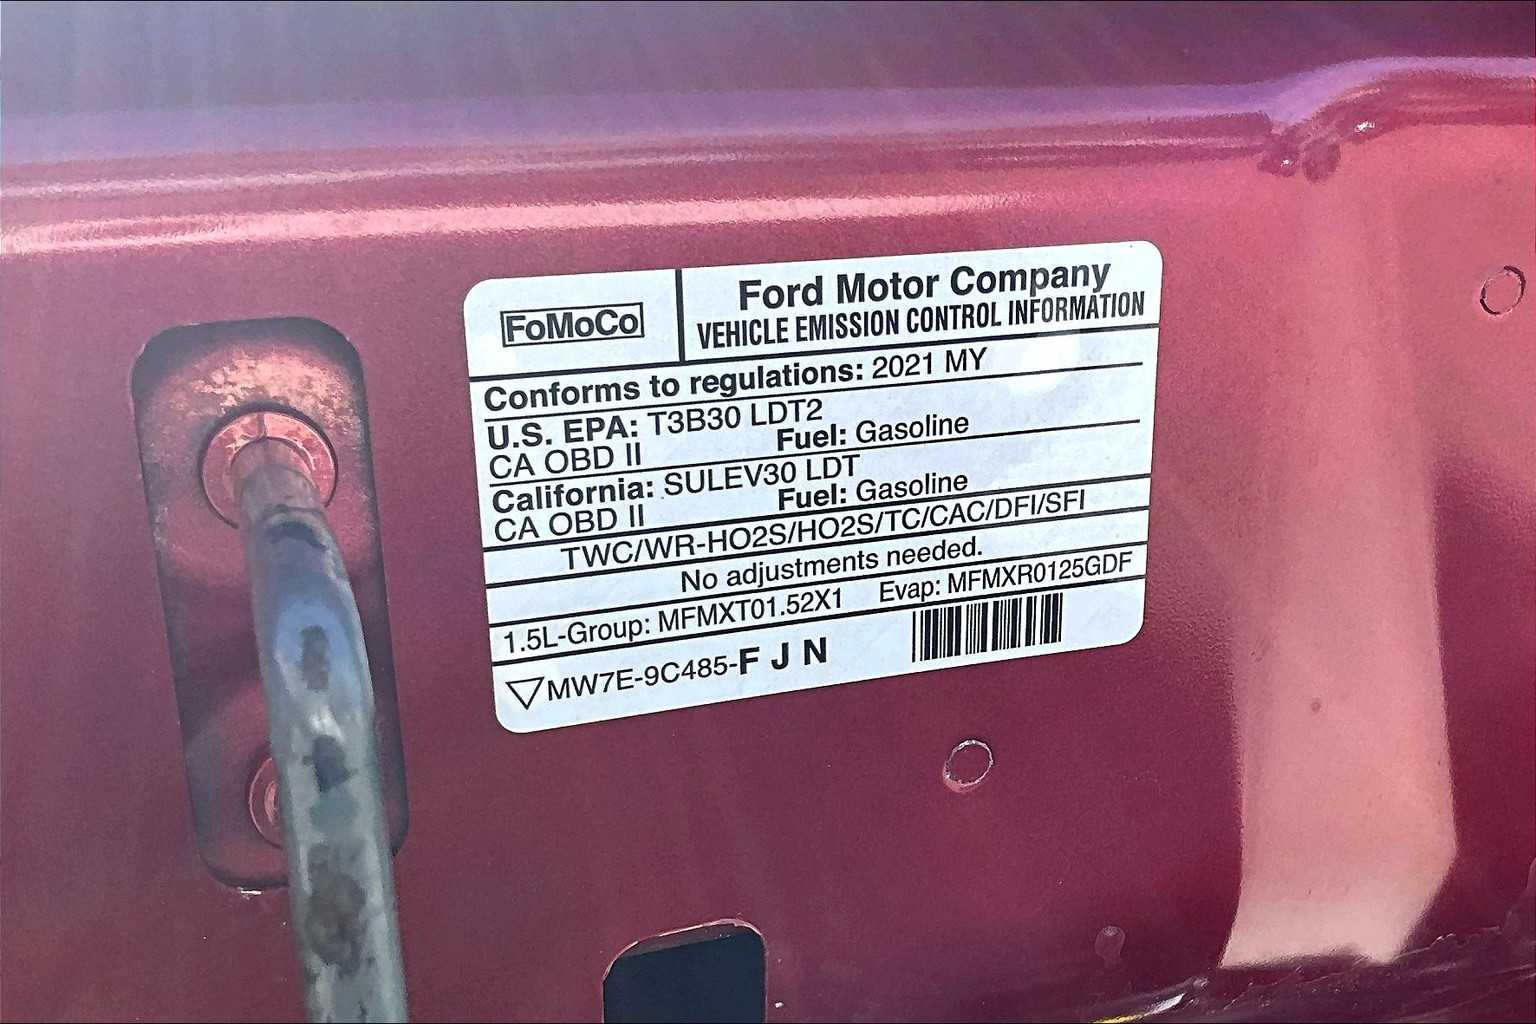 FoMoCo
Ford Motor Company
VEHICLE EMISSION CONTROL INFORMATION
Conforms to regulations: 2021 MY
U.S. EPA: T3B30 LDT2
CA OBD II Fuel: Gasoline
California: SULEV30 LDT
CA OBD II Fuel: Gasoline
TWC/WR-HO2S/HO2S/TC/CAC/DFI/SFI
No adjustments needed.
1.5L-Group: MFMXT01.52X1 Evap: MFMXR0125GDF
MW7E-9C485-F J N